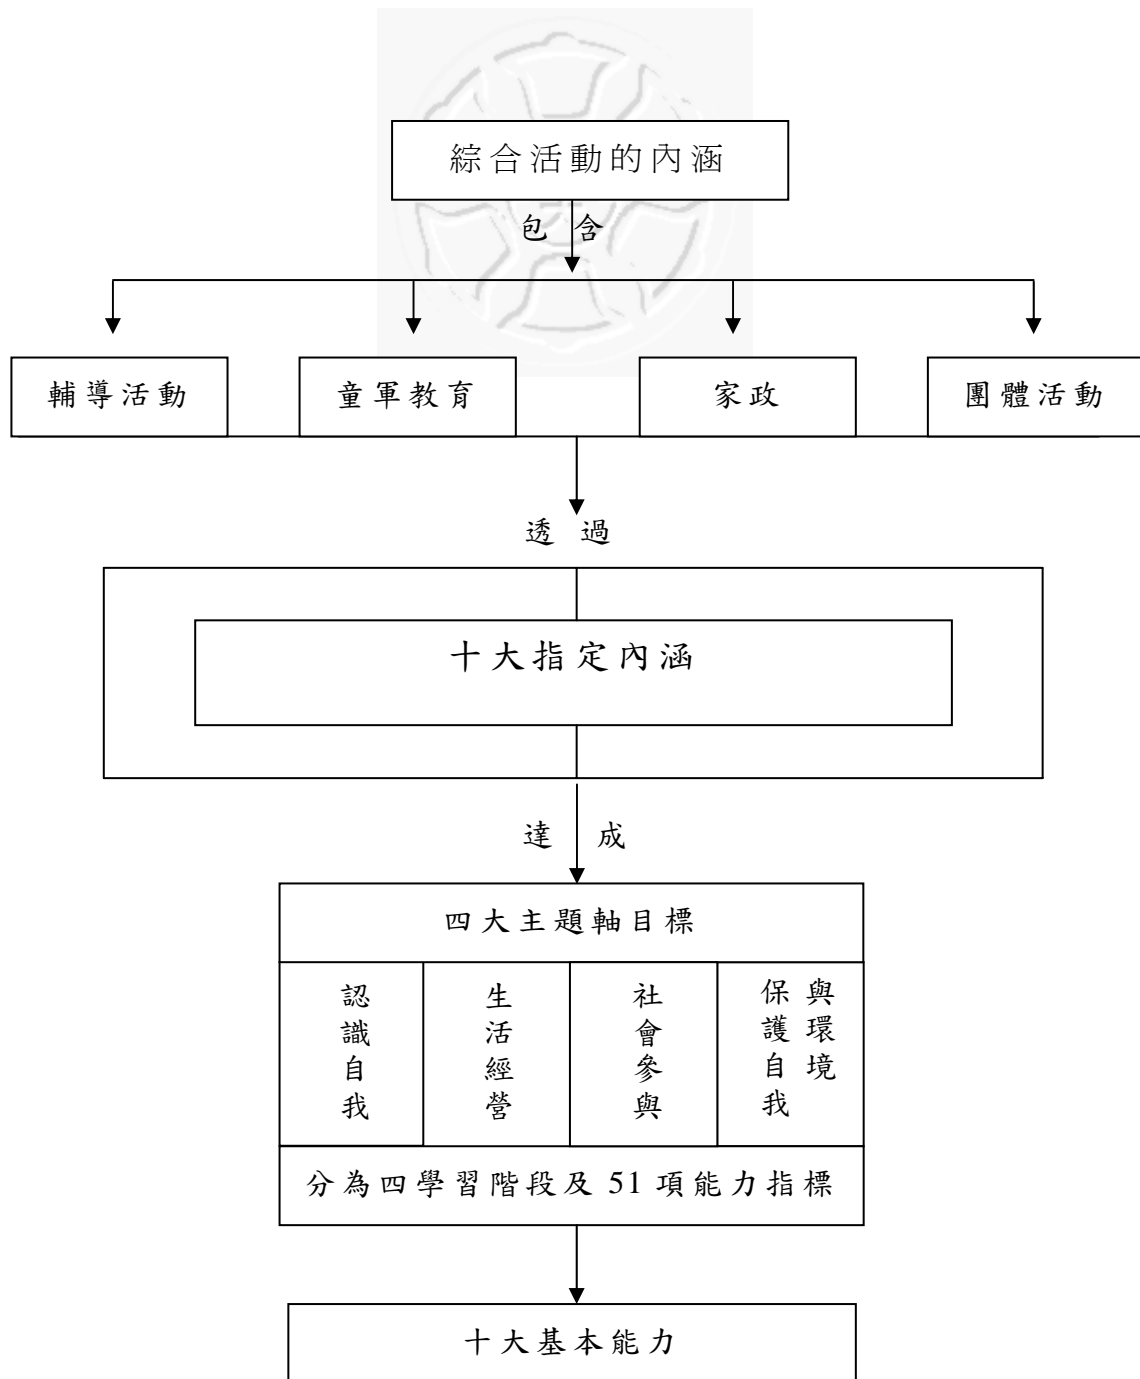 綜合活動的內涵
包含
輔導活動
童軍教育
家政
團體活動
透過
十大指定內涵
達成
四大主題軸目標
認識自我
生活經營
社會參與
保護自我
與環境
分為四學習階段及 51 項能力指標
十大基本能力